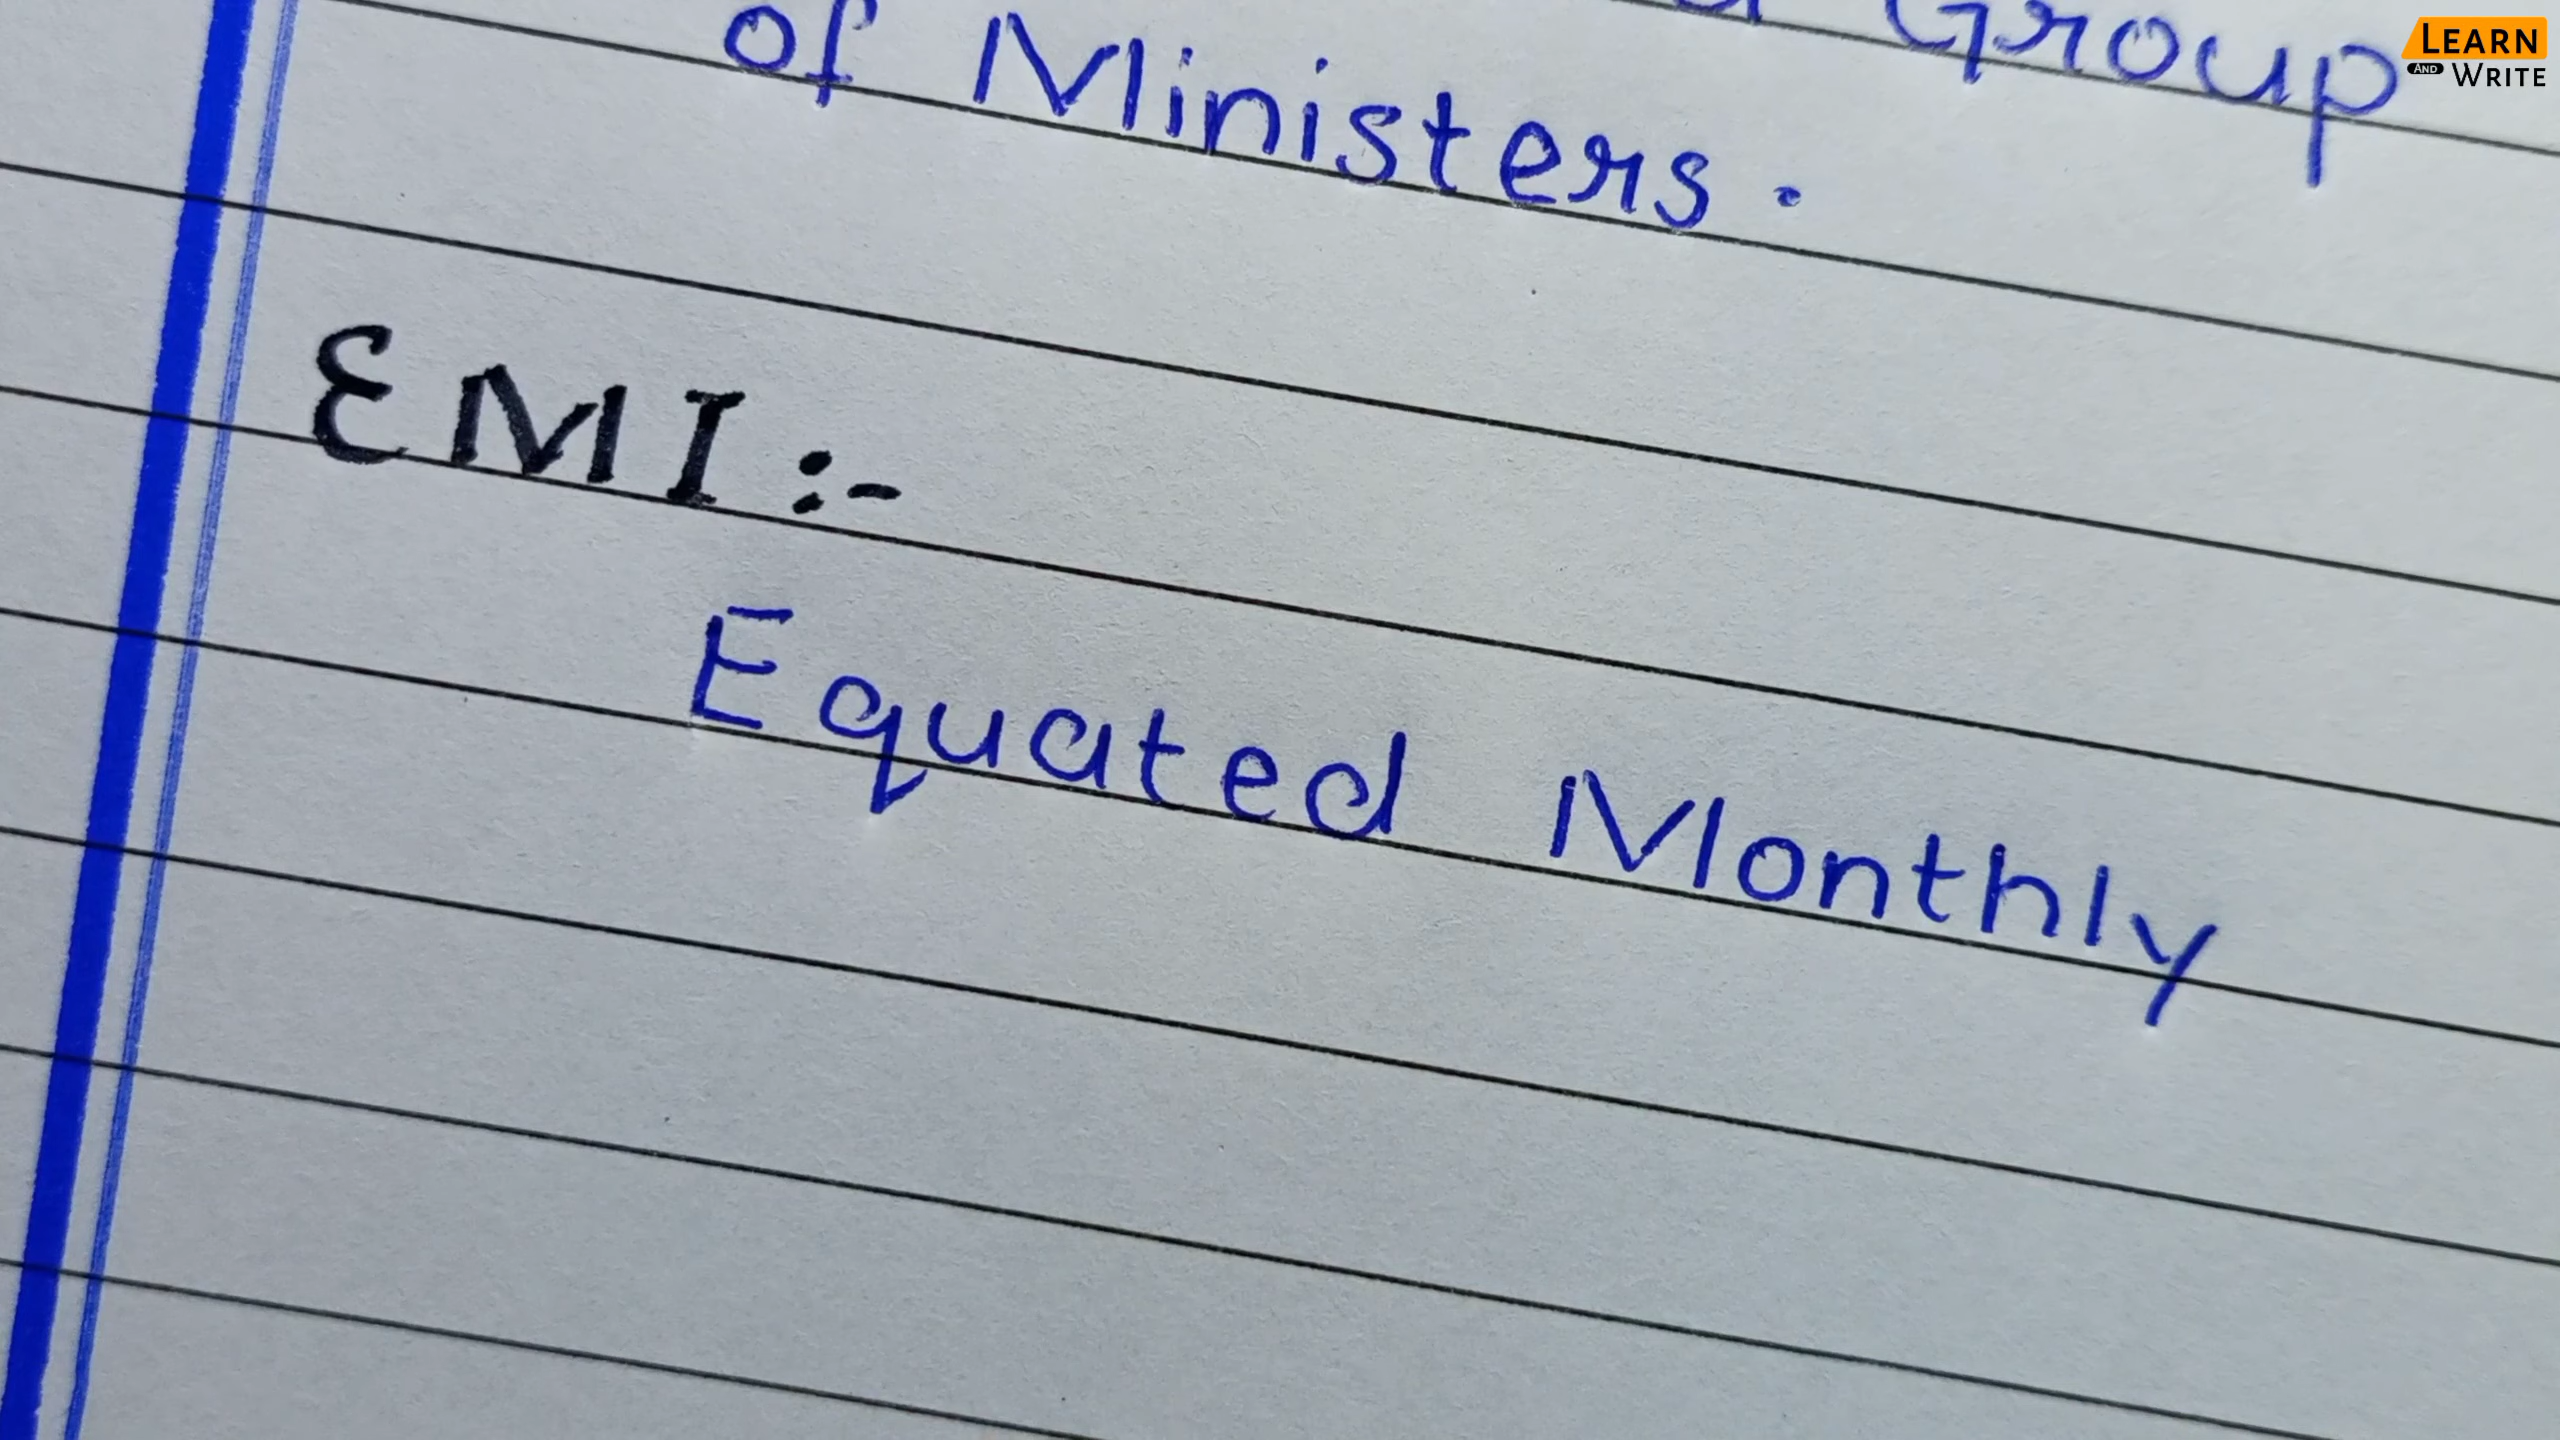 Group
of Ministers.
EMI :-
Equated Monthly
LEARN
AND WRITE